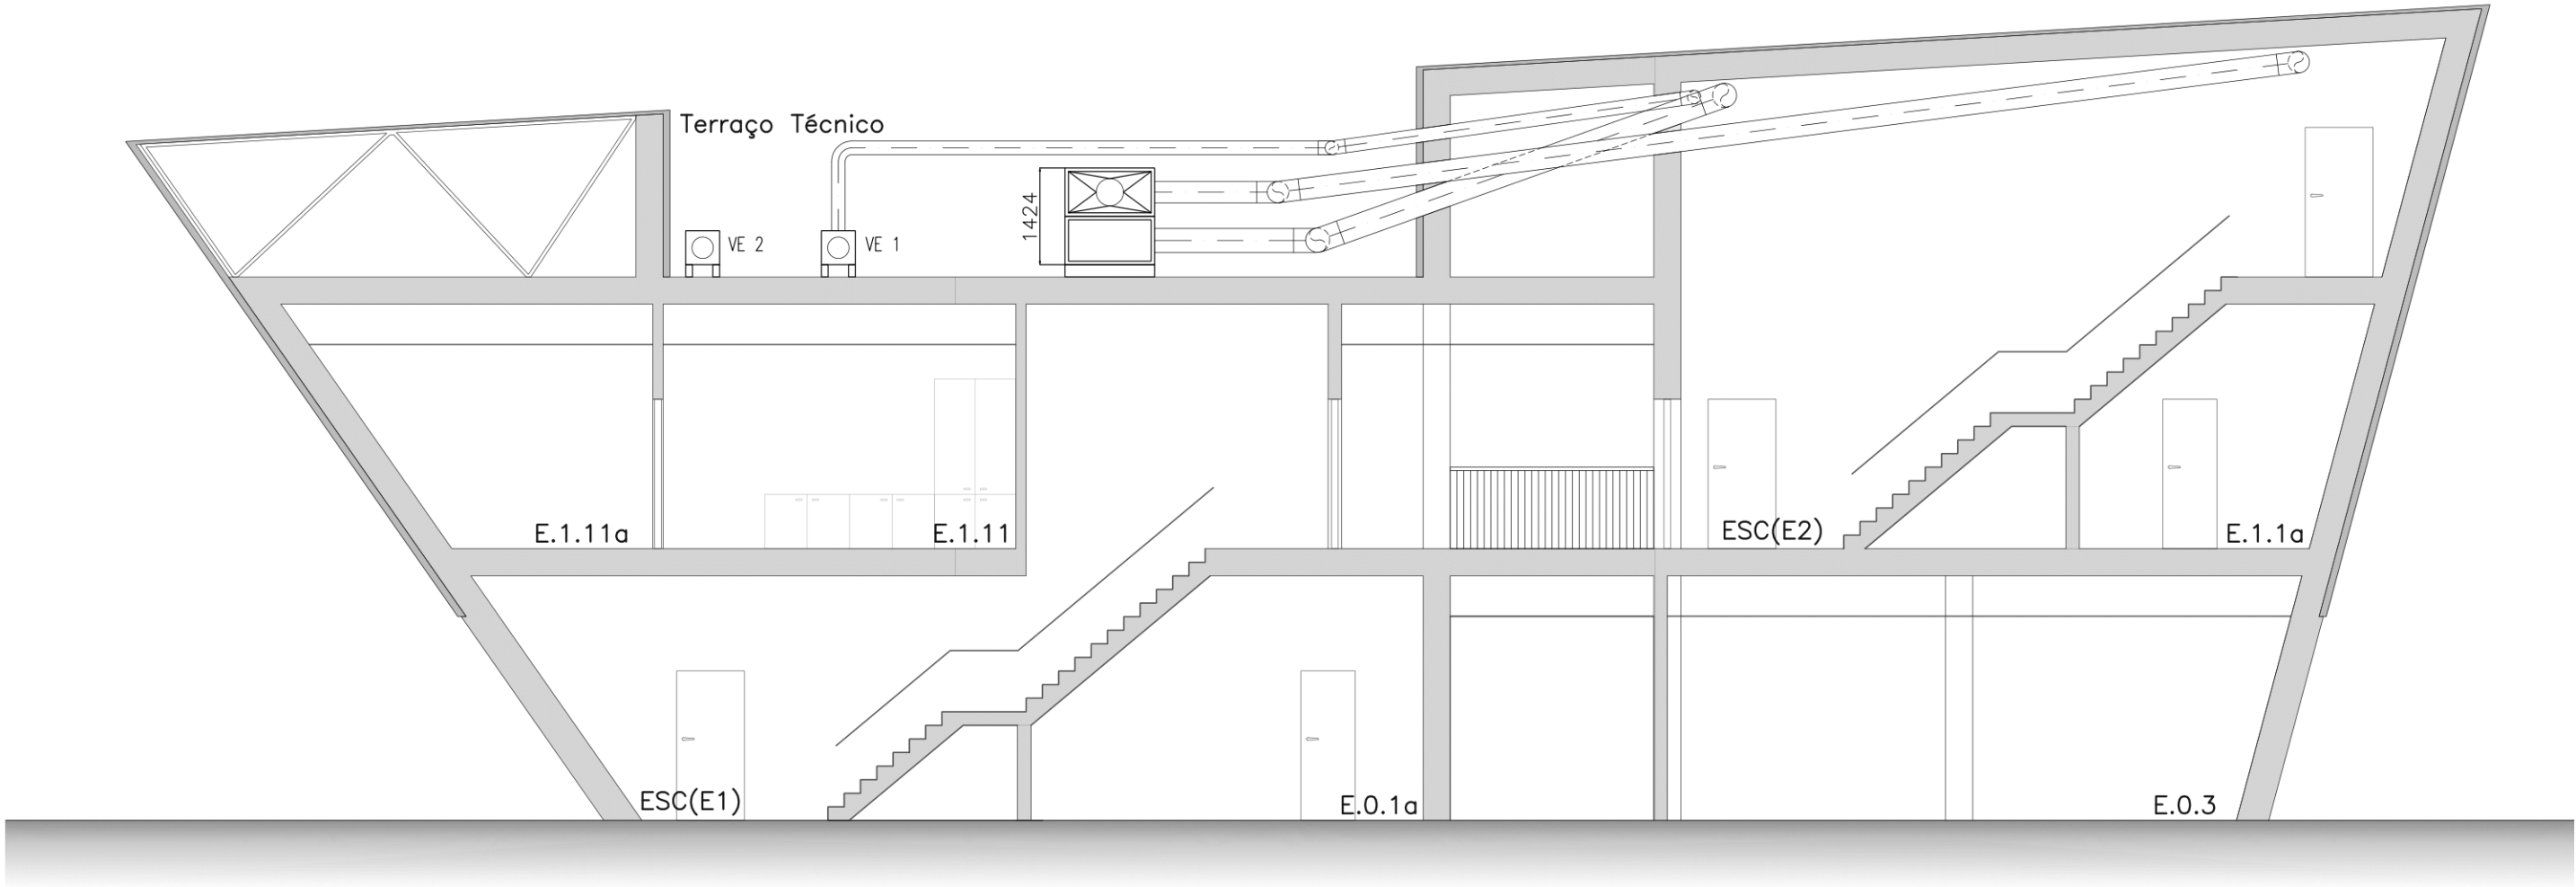 Terraço Técnico
1424
VE 2
VE 1
E.1.11a
E.1.11
ESC(E2)
E.1.1a
ESC(E1)
E.0.1a
E.0.3